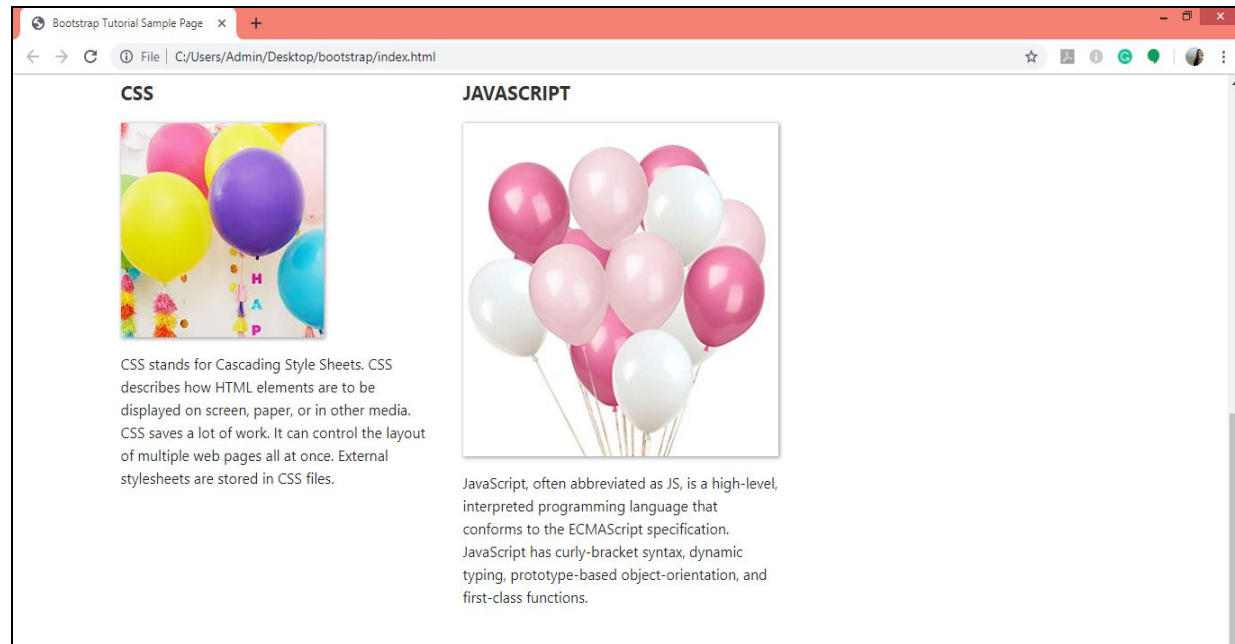 Bootstrap Tutorial Sample Page
File | C:/Users/Admin/Desktop/bootstrap/index.html
CSS
H
A
P
CSS stands for Cascading Style Sheets. CSS
describes how HTML elements are to be
displayed on screen, paper, or in other media.
CSS saves a lot of work. It can control the layout
of multiple web pages all at once. External
stylesheets are stored in CSS files.
JAVASCRIPT
JavaScript, often abbreviated as JS, is a high-level,
interpreted programming language that
conforms to the ECMAScript specification.
JavaScript has curly-bracket syntax, dynamic
typing, prototype-based object-orientation, and
first-class functions.